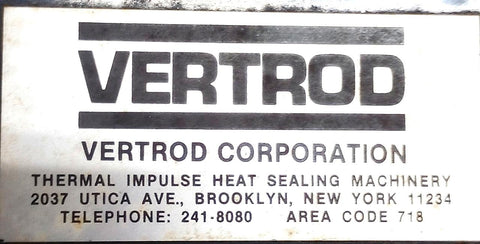 VERTROD
VERTROD CORPORATION
THERMAL IMPULSE HEAT SEALING MACHINERY
2037 UTICA AVE., BROOKLYN, NEW YORK 11234
TELEPHONE: 241-8080 AREA CODE 718